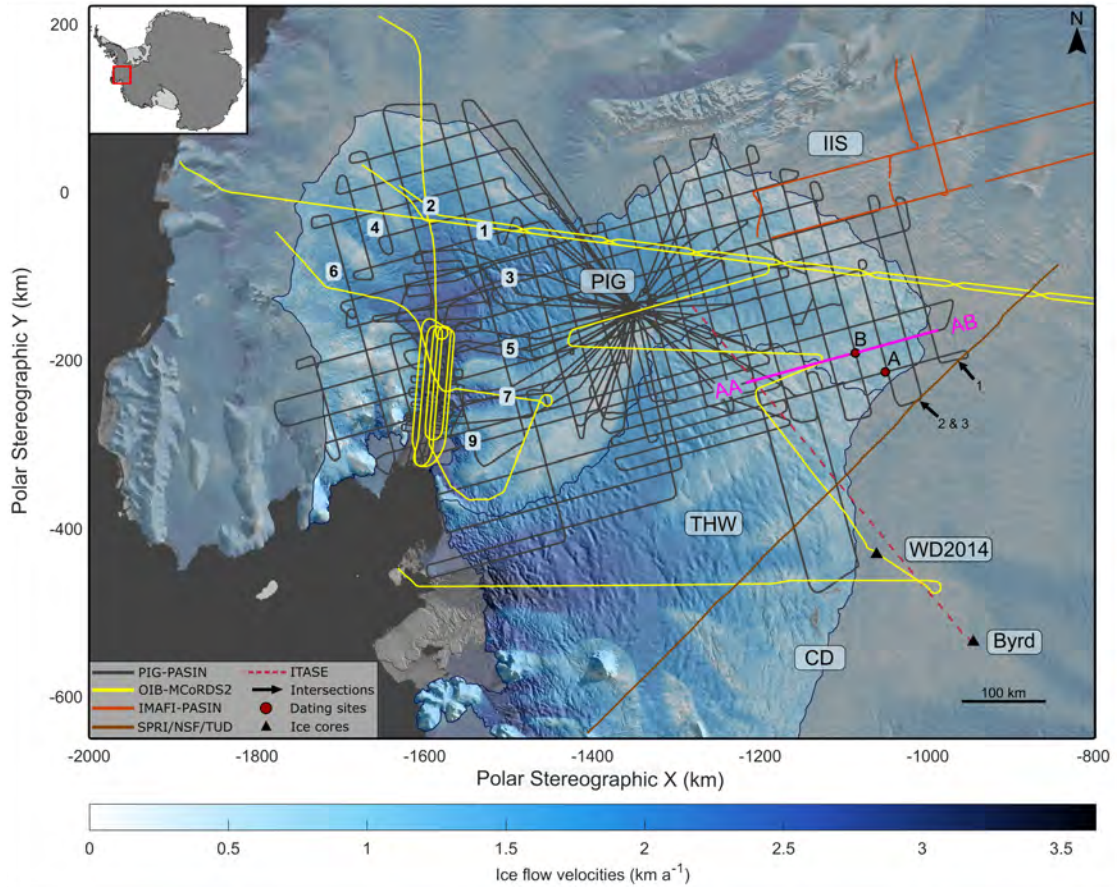 200
0
-200
-400
-600
Polar Stereographic Y (km)
N
IIS
2
4
1
6
3
PIG
5
7
9
B
A
AA
AB
1
2 & 3
THW
WD2014
Byrd
CD
100 km
PIG-PASIN
OIB-MCoRDS2
IMAFI-PASIN
SPRI/NSF/TUD
ITASE
Intersections
Dating sites
Ice cores
-2000 -1800 -1600 -1400 -1200 -1000 -800
Polar Stereographic X (km)
0 0.5 1 1.5 2 2.5 3 3.5
Ice flow velocities (km a⁻¹)